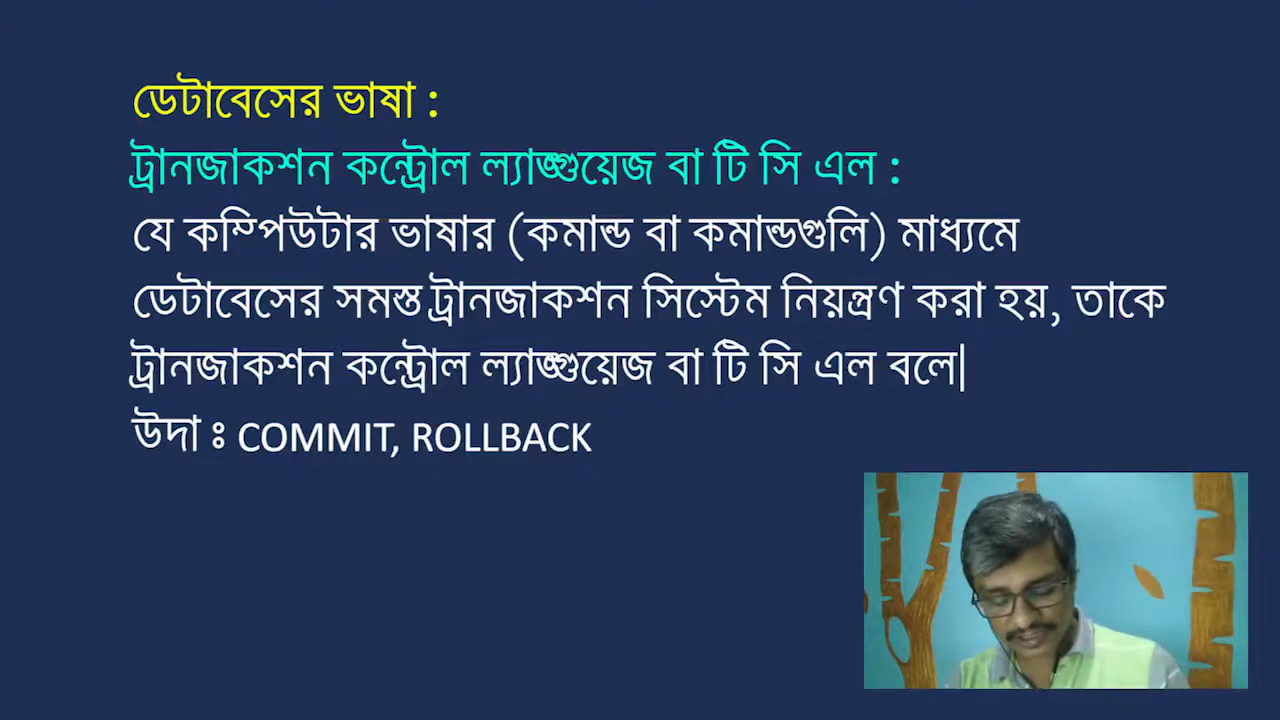 ডেটাবেসের ভাষা :
ট্রানজাকশন কন্ট্রোল ল্যাঙ্গুয়েজ বা টি সি এল :
যে কম্পিউটার ভাষার (কমান্ড বা কমান্ডগুলি) মাধ্যমে
ডেটাবেসের সমস্ত ট্রানজাকশন সিস্টেম নিয়ন্ত্রণ করা হয়, তাকে
ট্রানজাকশন কন্ট্রোল ল্যাঙ্গুয়েজ বা টি সি এল বলে|
উদা ঃ COMMIT, ROLLBACK